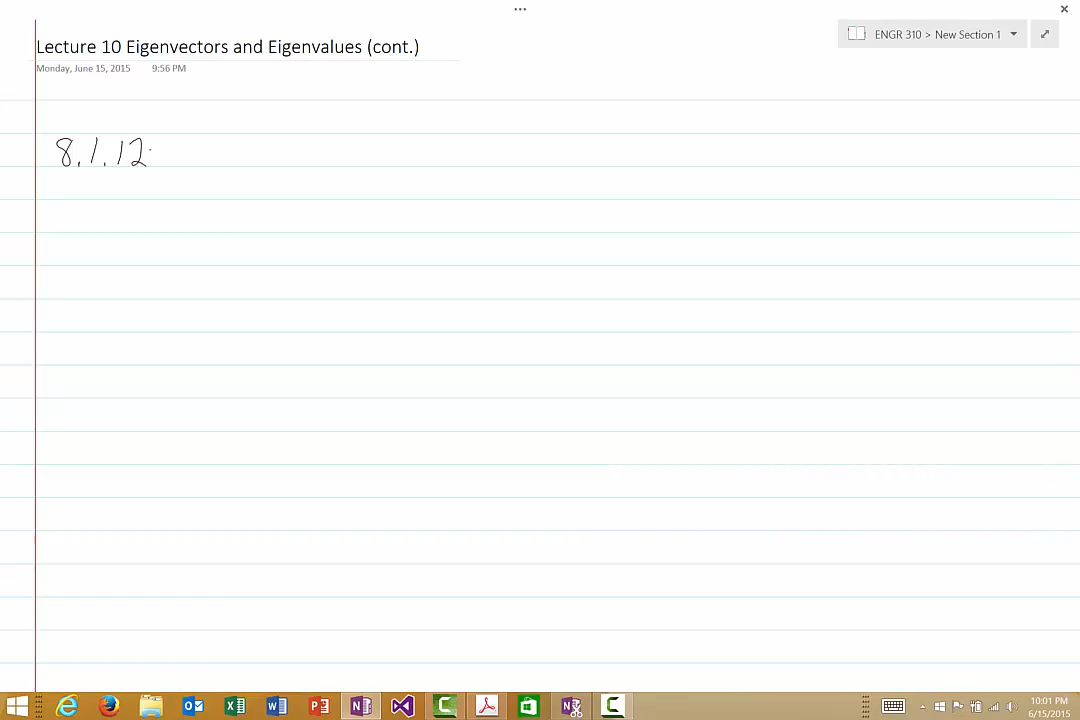 Lecture 10 Eigenvectors and Eigenvalues (cont.)
Monday, June 15, 2015 9:56 PM
ENGR 310 > New Section 1
8.1.12
10:01 PM
6/15/2015